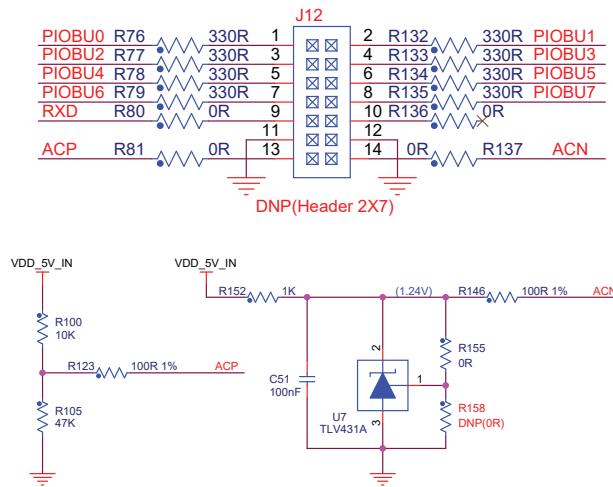 J12
PIOBU0 R76 330R 1 2 R132 330R PIOBU1
PIOBU2 R77 330R 3 4 R133 330R PIOBU3
PIOBU4 R78 330R 5 6 R134 330R PIOBU5
PIOBU6 R79 330R 7 8 R135 330R PIOBU7
RXD R80 0R 9 10 R136 0R
11 12
ACP R81 0R 13 14 0R R137 ACN
DNP(Header 2X7)
VDD_5V_IN
R100
10K
R123 100R 1% ACP
R105
47K
VDD_5V_IN
R152 1K (1.24V) R146 100R 1% ACN
R155
0R
2
C51
100nF
1
U7
TLV431A
3
R158
DNP(0R)